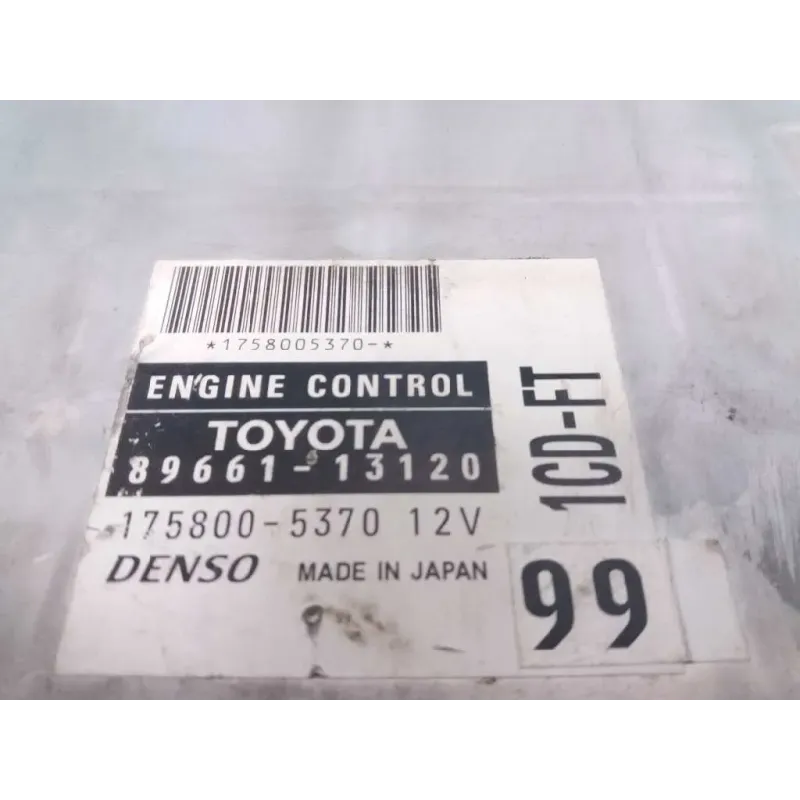 *1758005370-*
ENGINE CONTROL
TOYOTA
89661-13120
175800-5370 12V
DENSO MADE IN JAPAN
1CD-FT
99